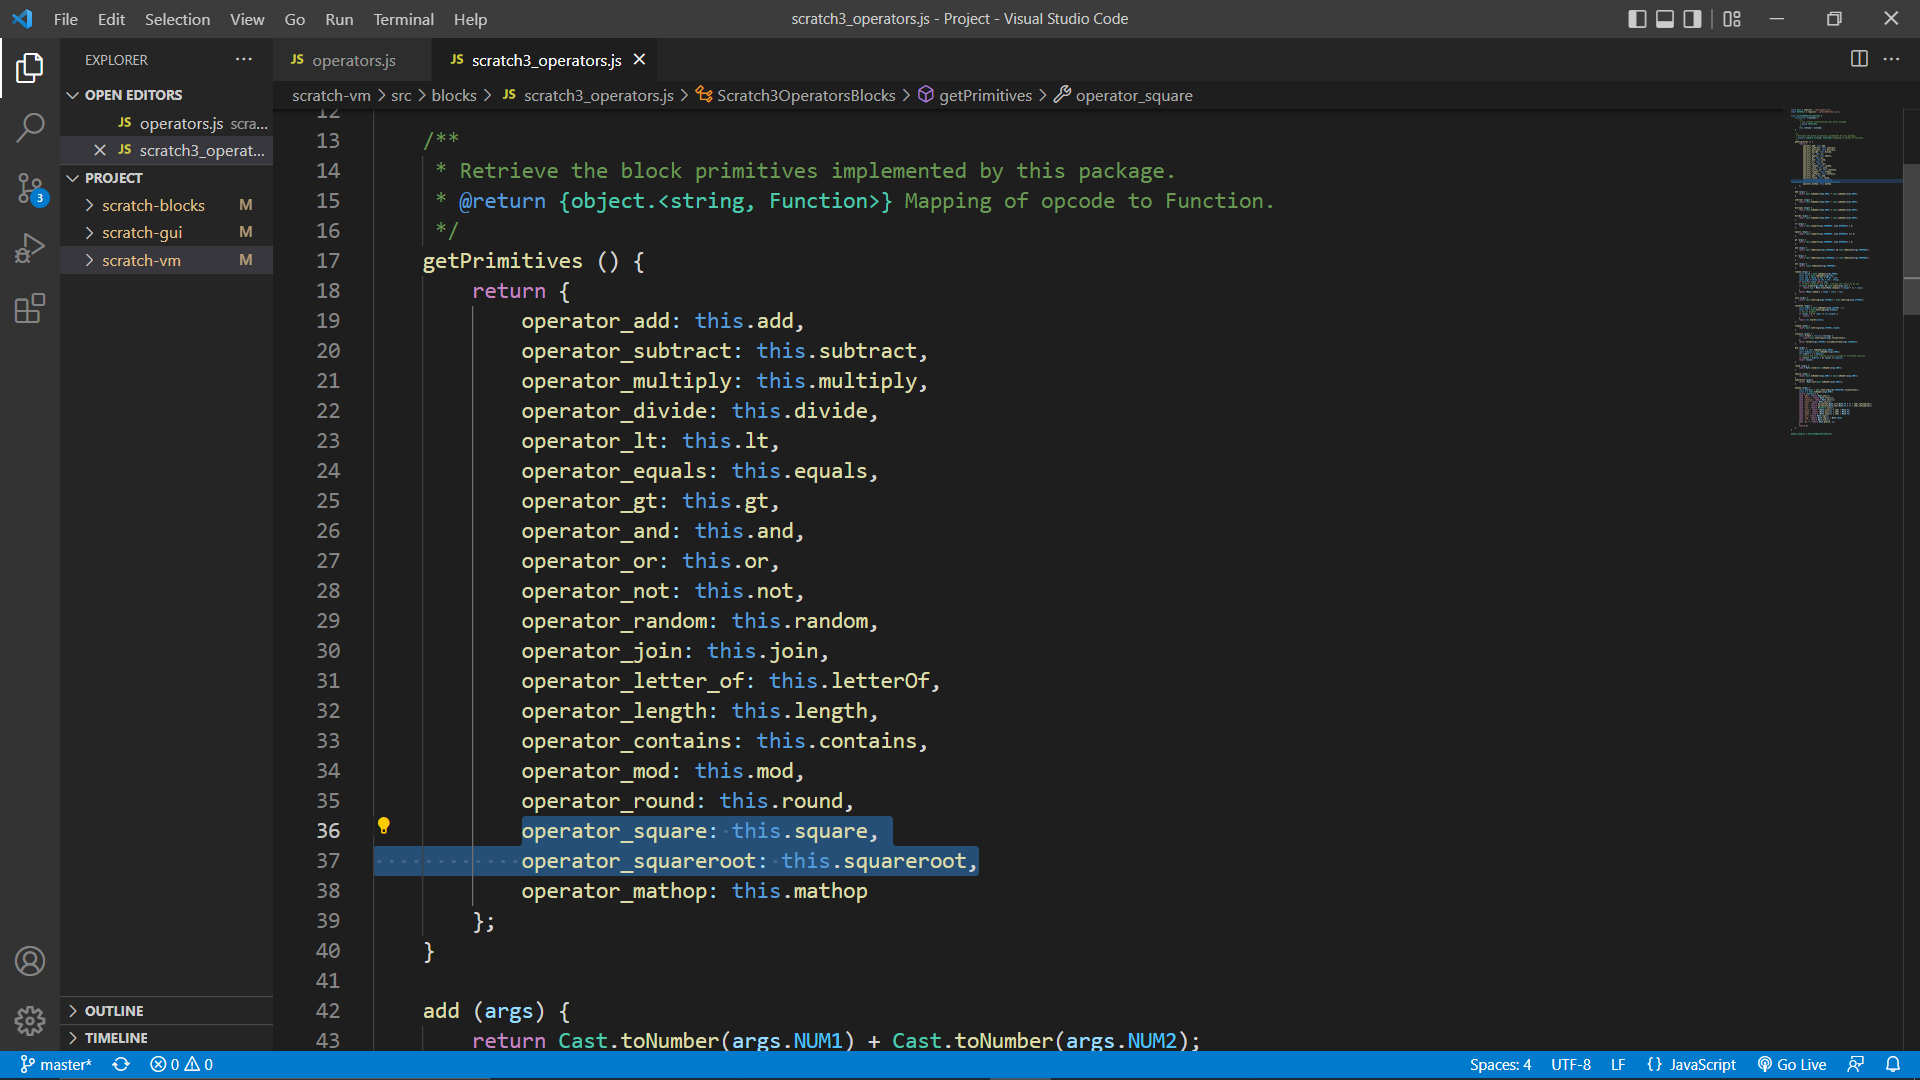 File Edit Selection View Go Run Terminal Help
scratch3_operators.js - Project - Visual Studio Code
EXPLORER
OPEN EDITORS
JS operators.js scra...
JS scratch3_operat...
PROJECT
scratch-blocks M
scratch-gui M
scratch-vm M
3
OUTLINE
TIMELINE
JS operators.js
JS scratch3_operators.js
scratch-vm > src > blocks > JS scratch3_operators.js > Scratch3OperatorsBlocks > getPrimitives > operator_square
12
13 /**
14 * Retrieve the block primitives implemented by this package.
15 * @return {object.<string, Function>} Mapping of opcode to Function.
16 */
17 getPrimitives () {
18 return {
19 operator_add: this.add,
20 operator_subtract: this.subtract,
21 operator_multiply: this.multiply,
22 operator_divide: this.divide,
23 operator_lt: this.lt,
24 operator_equals: this.equals,
25 operator_gt: this.gt,
26 operator_and: this.and,
27 operator_or: this.or,
28 operator_not: this.not,
29 operator_random: this.random,
30 operator_join: this.join,
31 operator_letter_of: this.letterOf,
32 operator_length: this.length,
33 operator_contains: this.contains,
34 operator_mod: this.mod,
35 operator_round: this.round,
36 operator_square: this.square,
37 operator_squareroot: this.squareroot,
38 operator_mathop: this.mathop
39 };
40 }
41
42 add (args) {
43 return Cast.toNumber(args.NUM1) + Cast.toNumber(args.NUM2);
master* 0 0
Spaces: 4 UTF-8 LF {} JavaScript Go Live